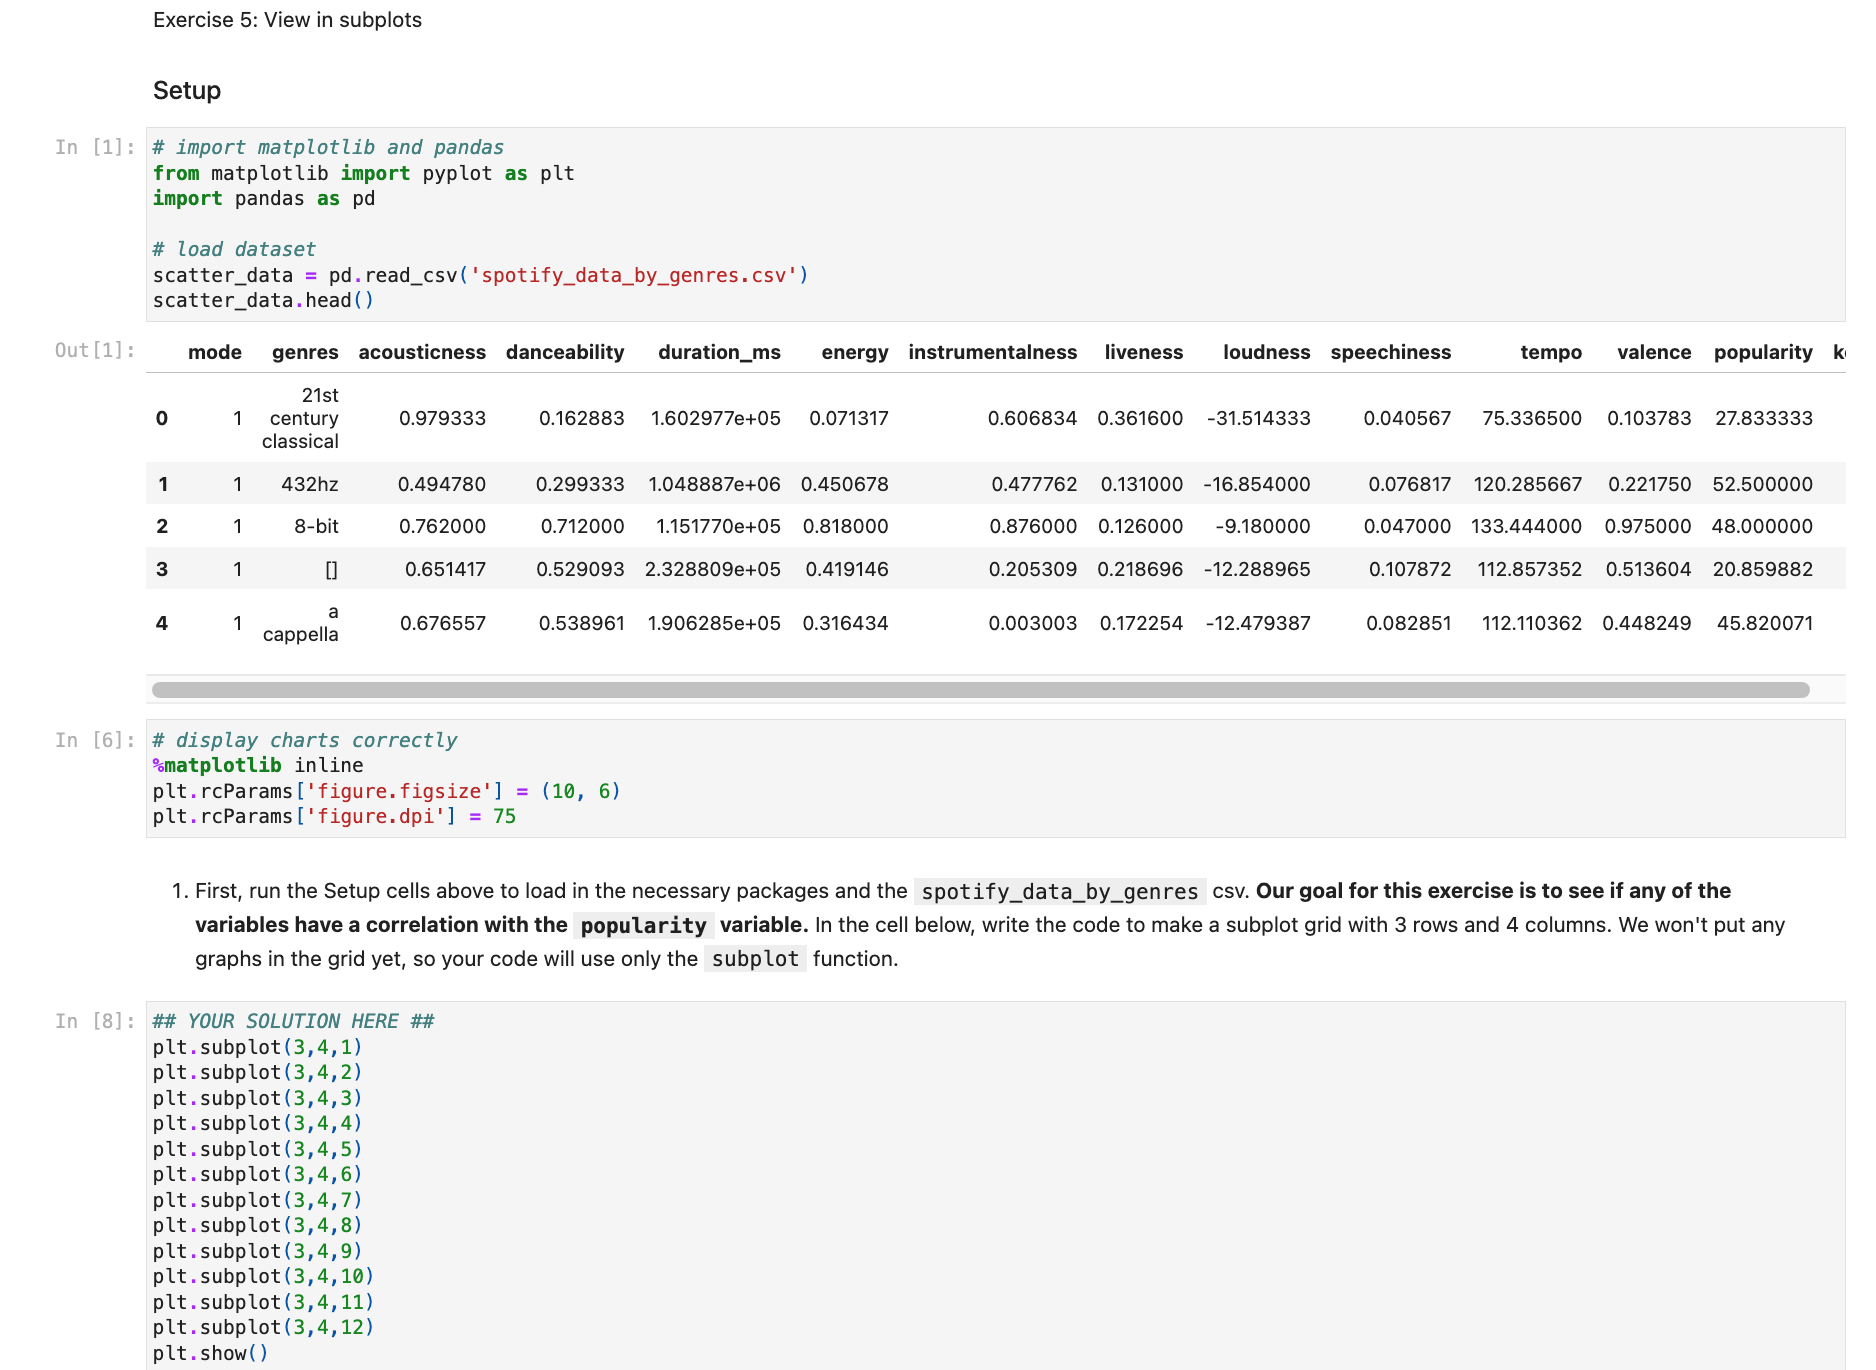 Exercise 5: View in subplots
Setup
In [1]:
# import matplotlib and pandas
from matplotlib import pyplot as plt
import pandas as pd
# load dataset
scatter_data = pd.read_csv('spotify_data_by_genres.csv')
scatter_data.head()
Out[1]:
mode genres acousticness danceability duration_ms energy instrumentalness liveness loudness speechiness tempo valence popularity
0 1 21st century classical 0.979333 0.162883 1.602977e+05 0.071317 0.606834 0.361600 -31.514333 0.040567 75.336500 0.103783 27.833333
1 1 432hz 0.494780 0.299333 1.048887e+06 0.450678 0.477762 0.131000 -16.854000 0.076817 120.285667 0.221750 52.500000
2 1 8-bit 0.762000 0.712000 1.151770e+05 0.818000 0.876000 0.126000 -9.180000 0.047000 133.444000 0.975000 48.000000
3 1 [] 0.651417 0.529093 2.328809e+05 0.419146 0.205309 0.218696 -12.288965 0.107872 112.857352 0.513604 20.859882
4 1 a cappella 0.676557 0.538961 1.906285e+05 0.316434 0.003003 0.172254 -12.479387 0.082851 112.110362 0.448249 45.820071
In [6]:
# display charts correctly
%matplotlib inline
plt.rcParams['figure.figsize'] = (10, 6)
plt.rcParams['figure.dpi'] = 75
1. First, run the Setup cells above to load in the necessary packages and the spotify_data_by_genres csv. Our goal for this exercise is to see if any of the
variables have a correlation with the popularity variable. In the cell below, write the code to make a subplot grid with 3 rows and 4 columns. We won't put any
graphs in the grid yet, so your code will use only the subplot function.
In [8]:
## YOUR SOLUTION HERE ##
plt.subplot(3,4,1)
plt.subplot(3,4,2)
plt.subplot(3,4,3)
plt.subplot(3,4,4)
plt.subplot(3,4,5)
plt.subplot(3,4,6)
plt.subplot(3,4,7)
plt.subplot(3,4,8)
plt.subplot(3,4,9)
plt.subplot(3,4,10)
plt.subplot(3,4,11)
plt.subplot(3,4,12)
plt.show()